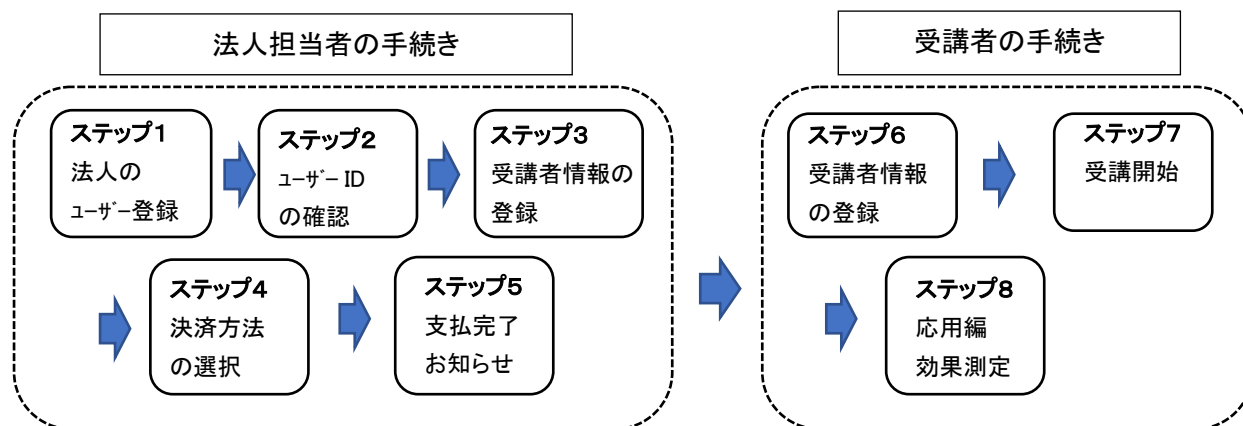 法人担当者の手続き
ステップ1
法人の
ﾕｰｻﾞｰ登録
ステップ2
ﾕｰｻﾞｰ ID
の確認
ステップ3
受講者情報の
登録
ステップ4
決済方法
の選択
ステップ5
支払完了
お知らせ
受講者の手続き
ステップ6
受講者情報
の登録
ステップ7
受講開始
ステップ8
応用編
効果測定